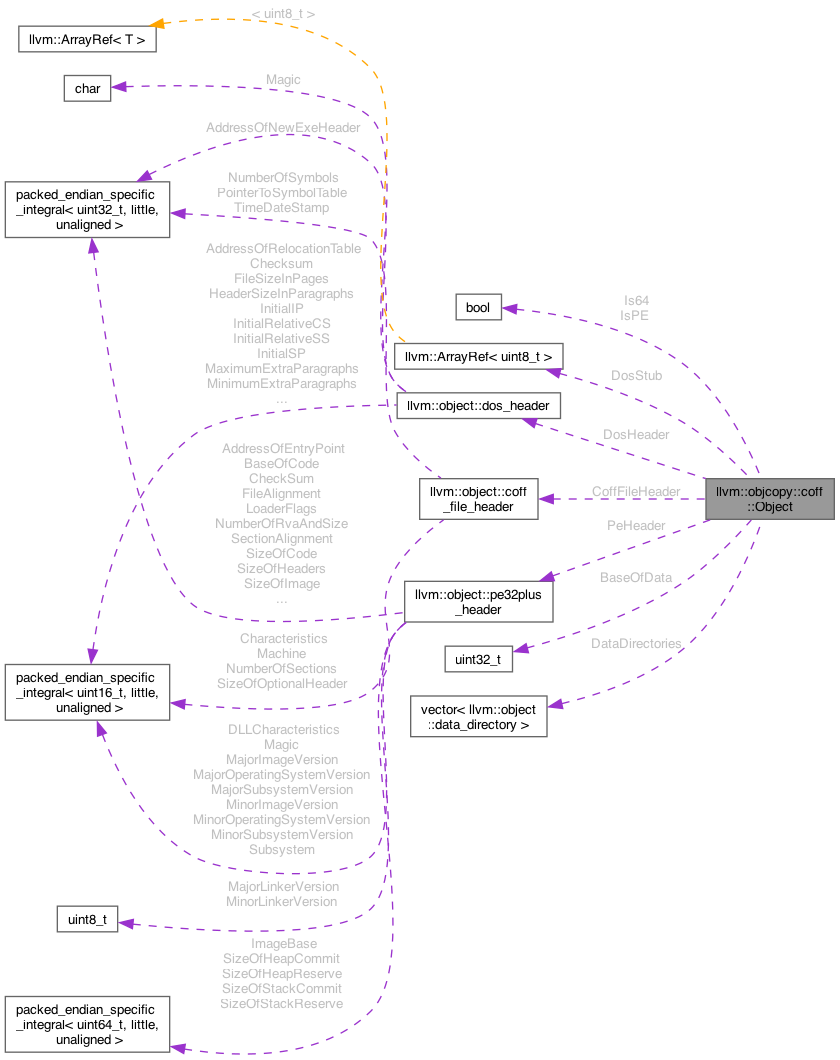 < uint8_t >
llvm::ArrayRef< T >
Magic
char
AddressOfNewExeHeader
NumberOfSymbols
PointerToSymbolTable
TimeDateStamp
packed_endian_specific
_integral< uint32_t, little,
unaligned >
AddressOfRelocationTable
Checksum
FileSizeInPages
HeaderSizeInParagraphs
InitialIP
InitialRelativeCS
InitialRelativeSS
InitialSP
MaximumExtraParagraphs
MinimumExtraParagraphs
...
bool
Is64
IsPE
llvm::ArrayRef< uint8_t >
DosStub
llvm::object::dos_header
DosHeader
AddressOfEntryPoint
BaseOfCode
CheckSum
FileAlignment
LoaderFlags
NumberOfRvaAndSize
SectionAlignment
SizeOfCode
SizeOfHeaders
SizeOfImage
...
llvm::object::coff
_file_header
CoffFileHeader
llvm::objcopy::coff
::Object
PeHeader
llvm::object::pe32plus
_header
BaseOfData
uint32_t
DataDirectories
vector< llvm::object
::data_directory >
Characteristics
Machine
NumberOfSections
SizeOfOptionalHeader
packed_endian_specific
_integral< uint16_t, little,
unaligned >
DLLCharacteristics
Magic
MajorImageVersion
MajorOperatingSystemVersion
MajorSubsystemVersion
MinorImageVersion
MinorOperatingSystemVersion
MinorSubsystemVersion
Subsystem
MajorLinkerVersion
MinorLinkerVersion
uint8_t
ImageBase
SizeOfHeapCommit
SizeOfHeapReserve
SizeOfStackCommit
SizeOfStackReserve
packed_endian_specific
_integral< uint64_t, little,
unaligned >